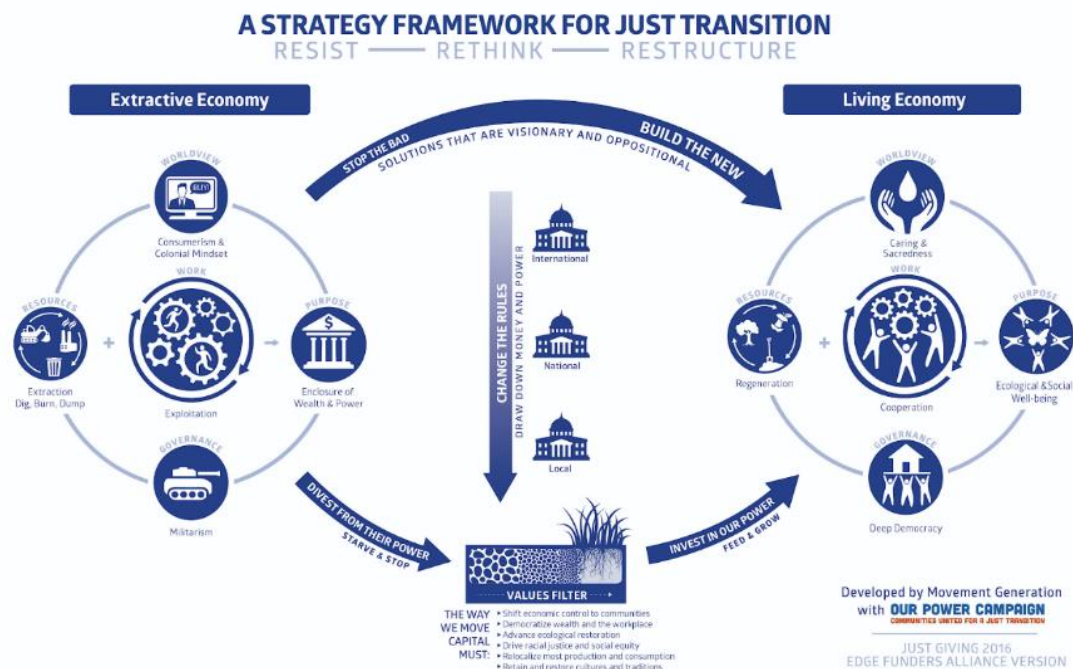 A STRATEGY FRAMEWORK FOR JUST TRANSITION
RESIST — RETHINK — RESTRUCTURE
Extractive Economy
Living Economy
STOP THE BAD
BUILD THE NEW
SOLUTIONS THAT ARE VISIONARY AND OPPOSITIONAL
WORLDVIEW
BUY!
Consumerism &
Colonial Mindset
WORK
RESOURCES
PURPOSE
$
+
Extraction
Dig, Burn, Dump
Exploitation
Enclosure of
Wealth & Power
GOVERNANCE
Militarism
CHANGE THE RULES
DRAW DOWN MONEY AND POWER
International
National
Local
WORLDVIEW
Caring &
Sacredness
WORK
RESOURCES
PURPOSE
+
Regeneration
Cooperation
Ecological & Social
Well-being
GOVERNANCE
Deep Democracy
DIVEST FROM THEIR POWER
STARVE & STOP
INVEST IN OUR POWER
FEED & GROW
VALUES FILTER
THE WAY
WE MOVE
CAPITAL
MUST:
▸ Shift economic control to communities
▸ Democratize wealth and the workplace
▸ Advance ecological restoration
▸ Drive racial justice and social equity
▸ Relocalize most production and consumption
▸ Retain and restore cultures and traditions
Developed by Movement Generation
with OUR POWER CAMPAIGN
COMMUNITIES UNITED FOR A JUST TRANSITION
JUST GIVING 2016
EDGE FUNDERS ALLIANCE VERSION